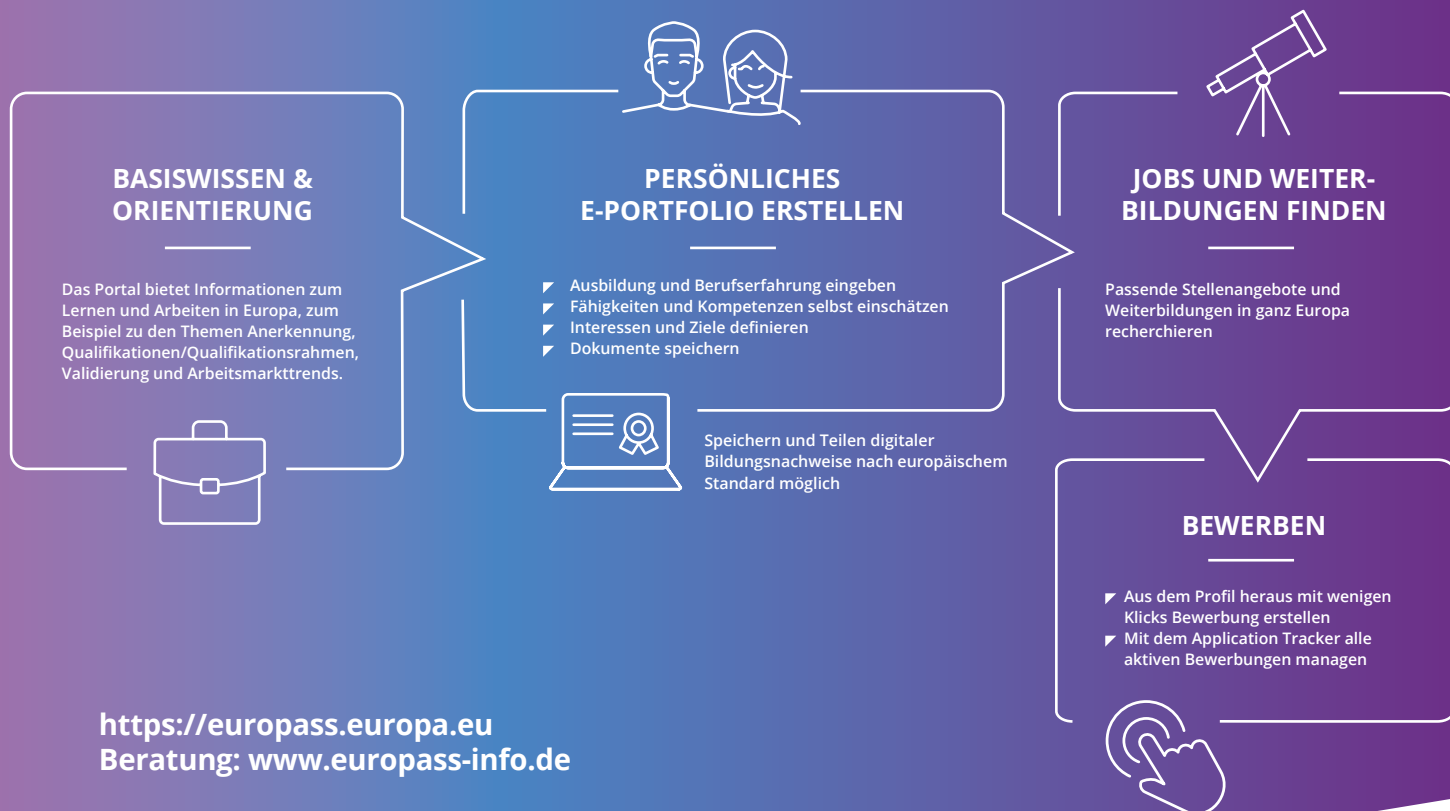 BASISWISSEN &
ORIENTIERUNG
Das Portal bietet Informationen zum
Lernen und Arbeiten in Europa, zum
Beispiel zu den Themen Anerkennung,
Qualifikationen/Qualifikationsrahmen,
Validierung und Arbeitsmarkttrends.
PERSÖNLICHES
E-PORTFOLIO ERSTELLEN
Ausbildung und Berufserfahrung eingeben
Fähigkeiten und Kompetenzen selbst einschätzen
Interessen und Ziele definieren
Dokumente speichern
Speichern und Teilen digitaler
Bildungsnachweise nach europäischem
Standard möglich
JOBS UND WEITER-
BILDUNGEN FINDEN
Passende Stellenangebote und
Weiterbildungen in ganz Europa
recherchieren
BEWERBEN
Aus dem Profil heraus mit wenigen
Klicks Bewerbung erstellen
Mit dem Application Tracker alle
aktiven Bewerbungen managen
https://europass.europa.eu
Beratung: www.europass-info.de